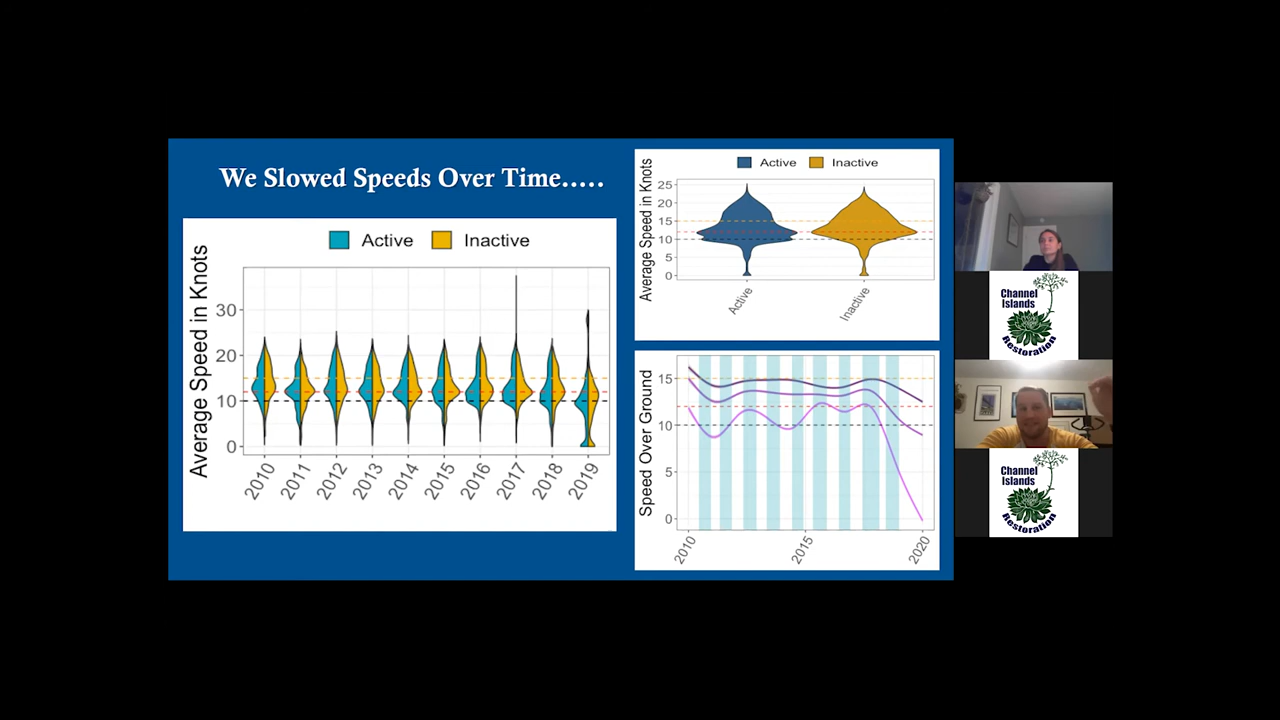 We Slowed Speeds Over Time.....
Active Inactive
Average Speed in Knots
30
20
10
0
2010 2011 2012 2013 2014 2015 2016 2017 2018 2019
Active Inactive
Average Speed in Knots
25
20
15
10
5
0
Active Inactive
Speed Over Ground
15
10
5
0
2010 2015 2020
Channel
Islands
Restoration
Channel
Islands
Restoration